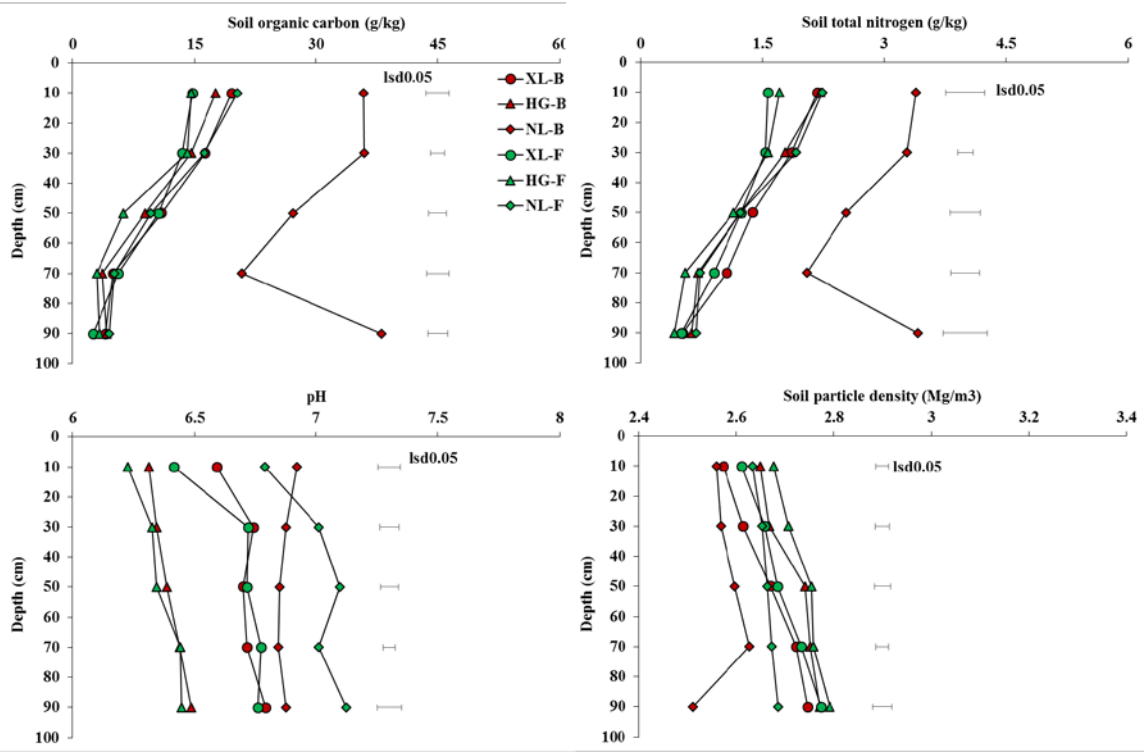 Soil organic carbon (g/kg)
0 15 30 45 60
0
10
20
30
40
50
60
70
80
90
100
Depth (cm)
lsd0.05
XL-B
HG-B
NL-B
XL-F
HG-F
NL-F
Soil total nitrogen (g/kg)
0 1.5 3 4.5 6
0
10
20
30
40
50
60
70
80
90
100
Depth (cm)
lsd0.05
pH
6 6.5 7 7.5 8
0
10
20
30
40
50
60
70
80
90
100
Depth (cm)
lsd0.05
Soil particle density (Mg/m3)
2.4 2.6 2.8 3 3.2 3.4
0
10
20
30
40
50
60
70
80
90
100
Depth (cm)
lsd0.05